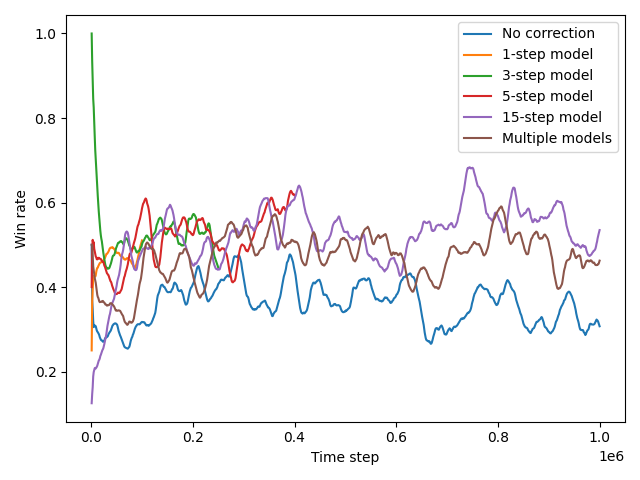 1.0
0.8
0.6
0.4
0.2
Win rate
0.0
0.2
0.4
0.6
0.8
1.0
1e6
Time step
No correction
1-step model
3-step model
5-step model
15-step model
Multiple models